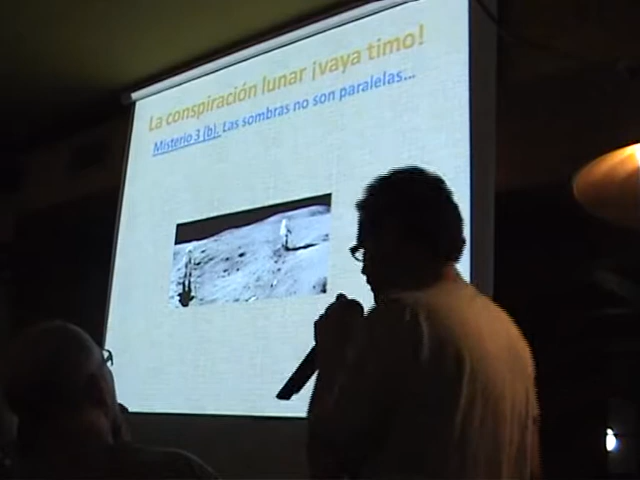 La conspiración lunar ¡vaya timo!
Misterio 3 (b). Las sombras no son paralelas...